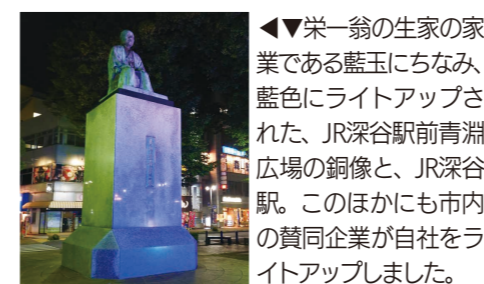 ◀▼栄一翁の生家の家
業である藍玉にちなみ、
藍色にライトアップさ
れた、JR深谷駅前青淵
広場の銅像と、JR深谷
駅。このほかにも市内
の賛同企業が自社をラ
イトアップしました。